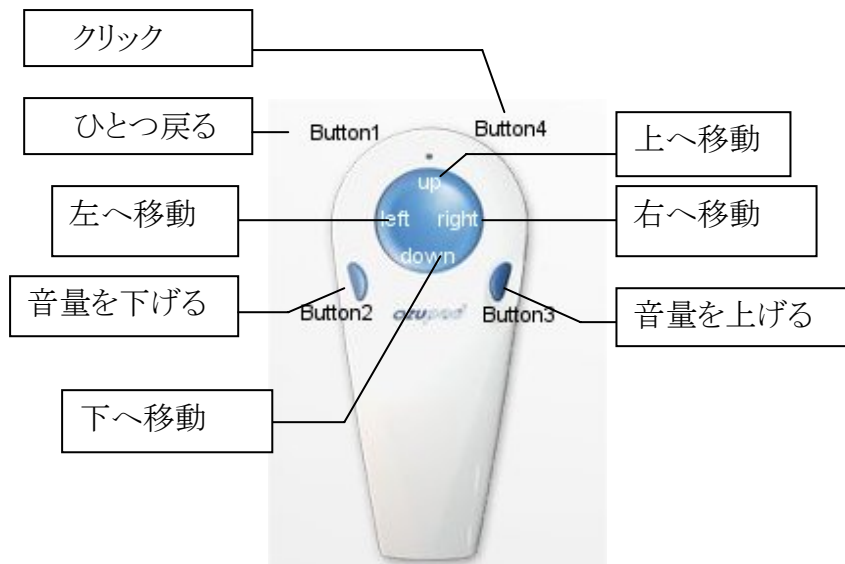 クリック
ひとつ戻る
Button1
Button4
上へ移動
up
左へ移動
left
right
右へ移動
down
音量を下げる
Button2
Button3
音量を上げる
下へ移動